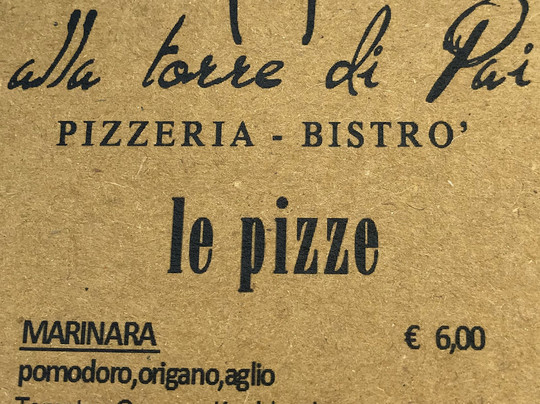 alla torre di Pai
PIZZERIA - BISTRO'
le pizze
MARINARA € 6,00
pomodoro,origano,aglio